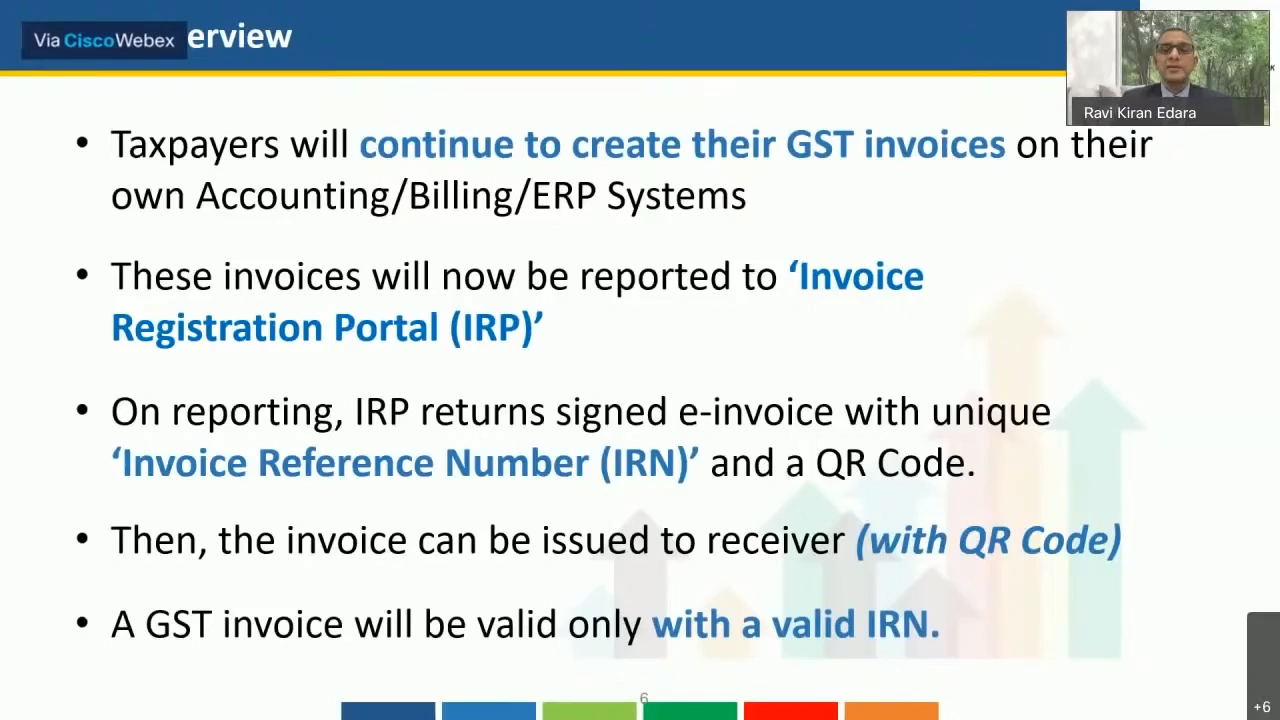 Via CiscoWebex
erview
Ravi Kiran Edara
• Taxpayers will continue to create their GST invoices on their
own Accounting/Billing/ERP Systems
• These invoices will now be reported to ‘Invoice
Registration Portal (IRP)’
• On reporting, IRP returns signed e-invoice with unique
‘Invoice Reference Number (IRN)’ and a QR Code.
• Then, the invoice can be issued to receiver (with QR Code)
• A GST invoice will be valid only with a valid IRN.
6
+6